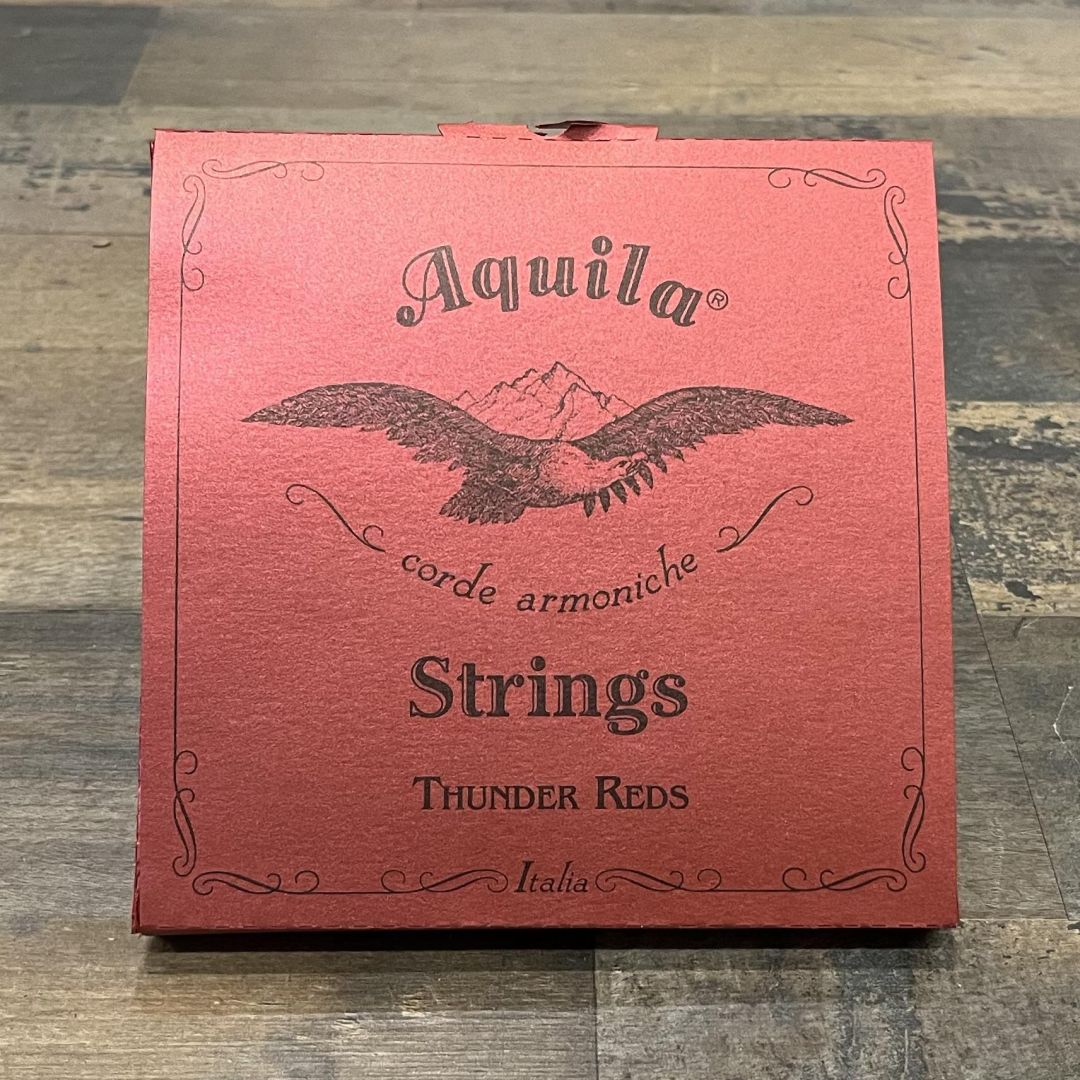 Aquila®
corde armoniche
Strings
THUNDER REDS
Italia